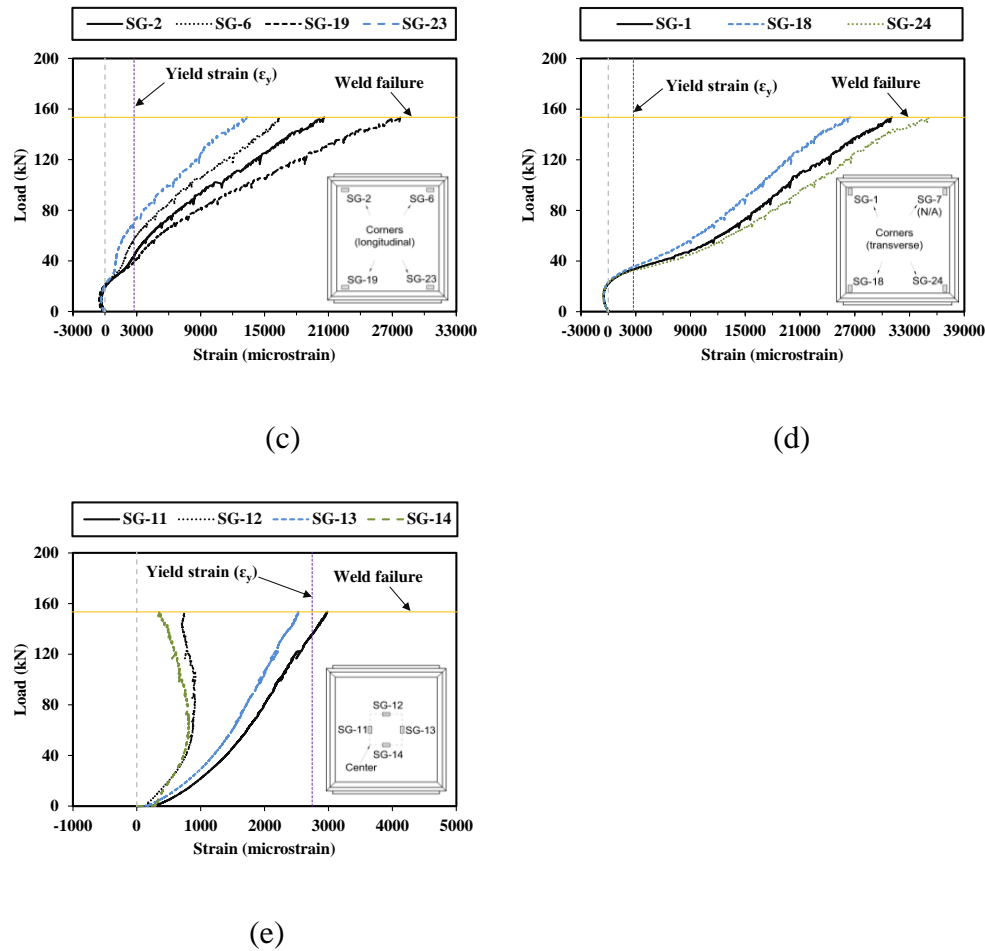 SG-2 SG-6 SG-19 SG-23
200
160
120
80
40
0
Load (kN)
Yield strain (εy)
Weld failure
SG-2 SG-6
Corners
(longitudinal)
SG-19 SG-23
-3000 0 3000 9000 15000 21000 27000 33000
Strain (microstrain)
(c)
SG-1 SG-18 SG-24
200
160
120
80
40
0
Load (kN)
Yield strain (εy)
Weld failure
SG-1 SG-7
(N/A)
Corners
(transverse)
SG-18 SG-24
-3000 0 3000 9000 15000 21000 27000 33000 39000
Strain (microstrain)
(d)
SG-11 SG-12 SG-13 SG-14
200
160
120
80
40
0
Load (kN)
Yield strain (εy)
Weld failure
SG-12
SG-11 SG-13
SG-14
Center
-1000 0 1000 2000 3000 4000 5000
Strain (microstrain)
(e)